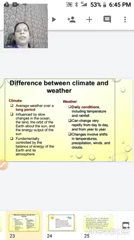 53% 6:45 PM
Difference between climate and
weather
Climate
Average weather over a
long period
Influenced by slow
changes in the ocean,
the land, the orbit of the
Earth about the sun, and
the energy output of the
sun
Fundamentally
controlled by the
balance of energy of the
Earth and its
atmosphere
Weather
Daily conditions,
including temperature
and rainfall
Can change very
rapidly from day to day,
and from year to year
Changes involve shifts
in temperatures,
precipitation, winds, and
clouds
23
24
25